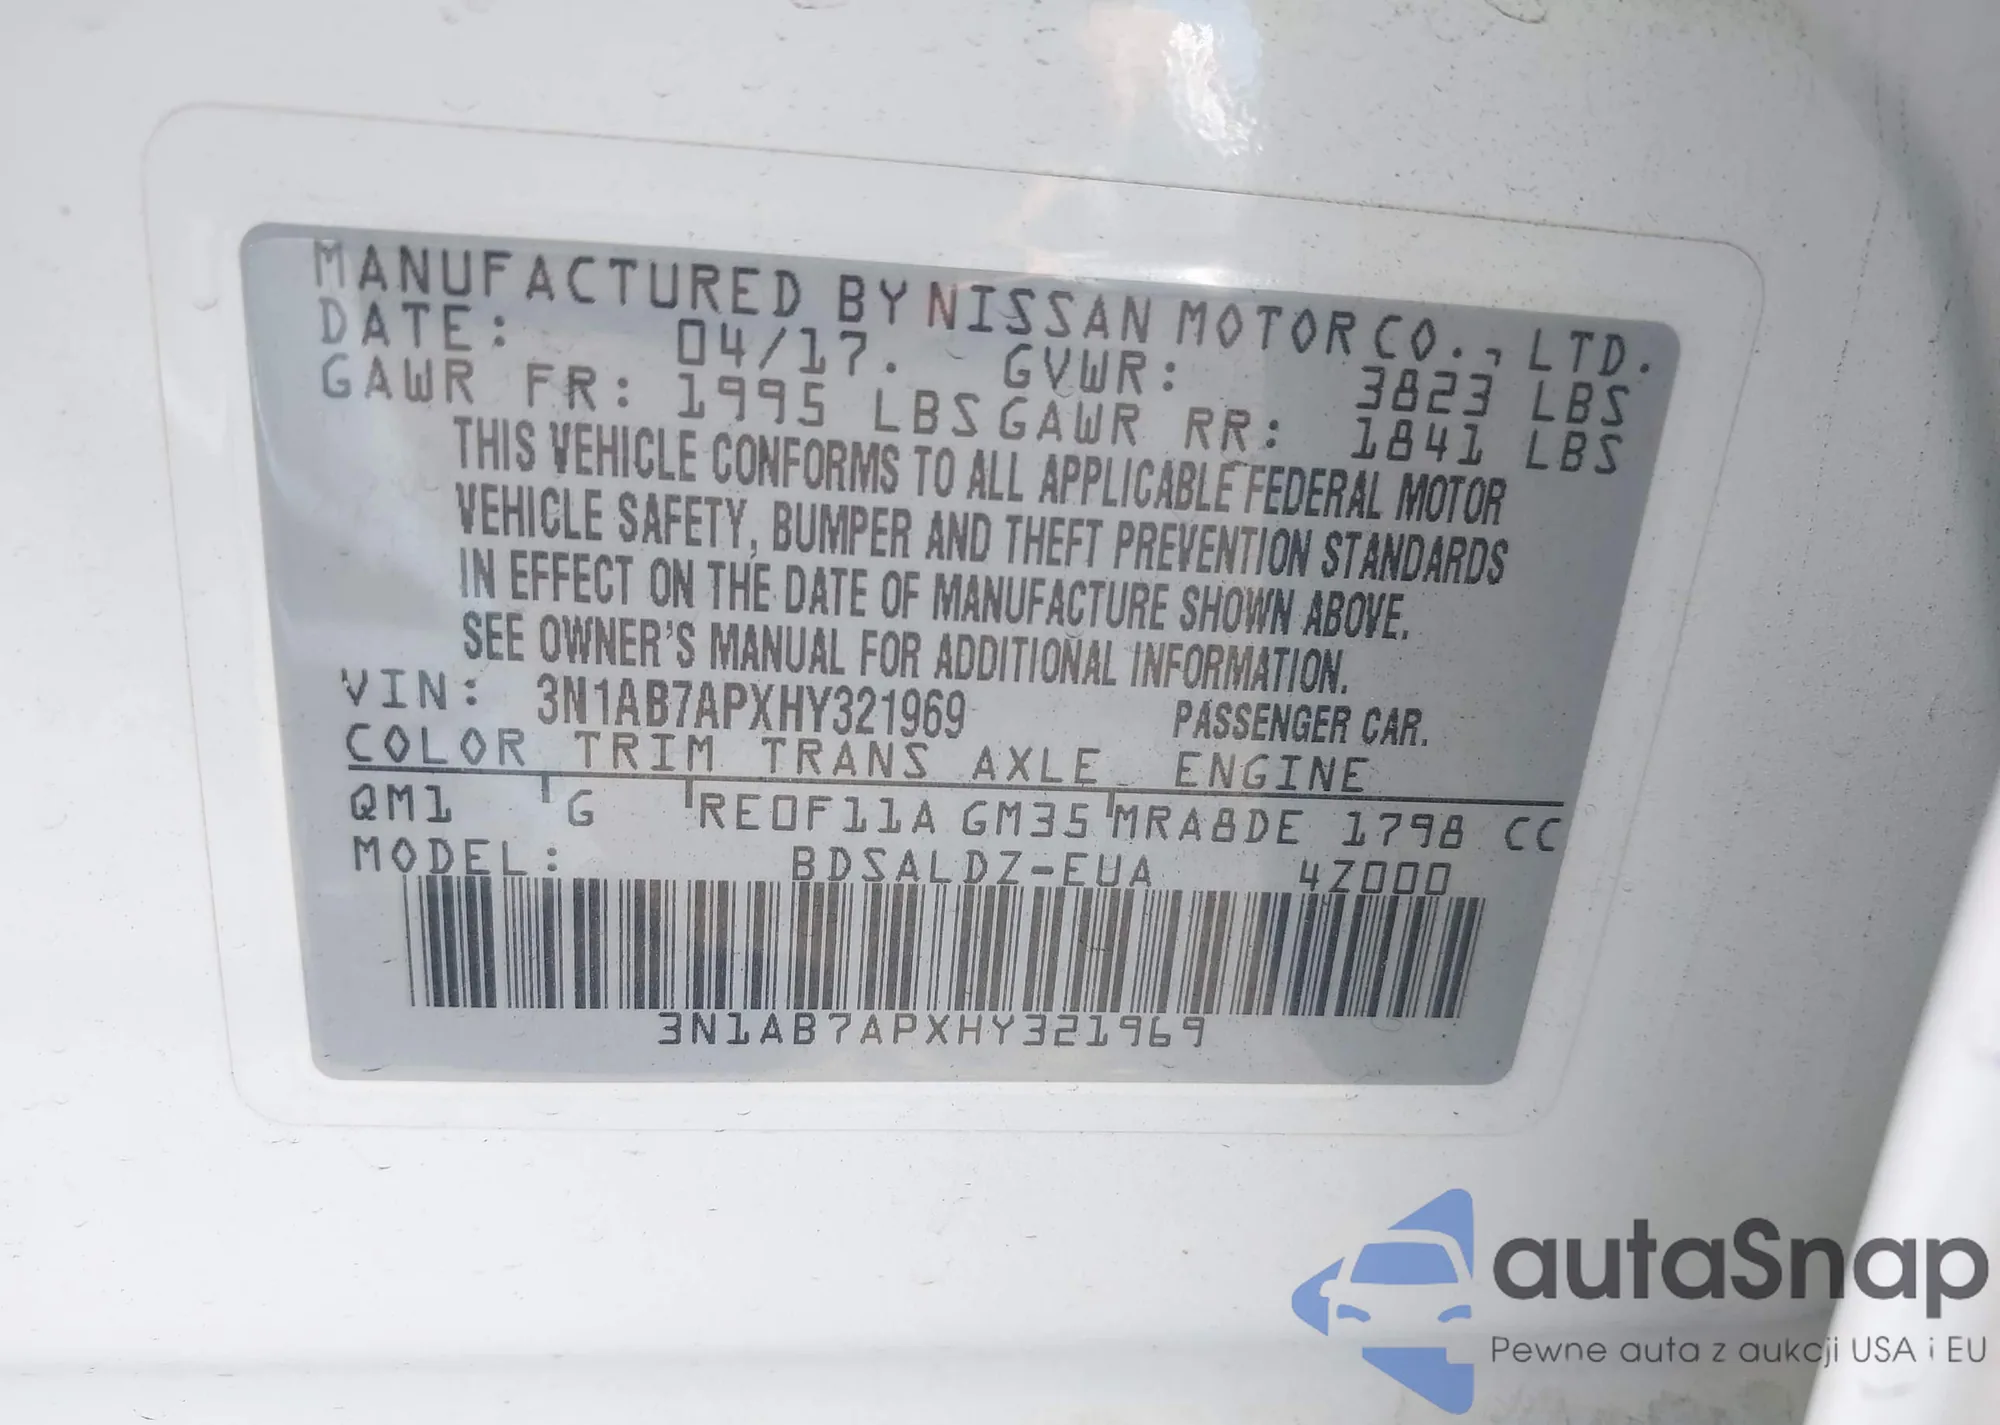 MANUFACTURED BY NISSAN MOTOR CO., LTD.
DATE: 04/17. GVWR: 3823 LBS
GAWR FR: 1995 LBS GAWR RR: 1841 LBS
THIS VEHICLE CONFORMS TO ALL APPLICABLE FEDERAL MOTOR
VEHICLE SAFETY, BUMPER AND THEFT PREVENTION STANDARDS
IN EFFECT ON THE DATE OF MANUFACTURE SHOWN ABOVE.
SEE OWNER'S MANUAL FOR ADDITIONAL INFORMATION.
VIN: 3N1AB7APXHY321969 PASSENGER CAR.
COLOR TRIM TRANS AXLE ENGINE
QM1 G RE0F11A GM35 MRA8DE 1798 CC
MODEL: BDSALDZ-EUA 4Z000
3N1AB7APXHY321969
autaSnap
Pewne auta z aukcji USA i EU